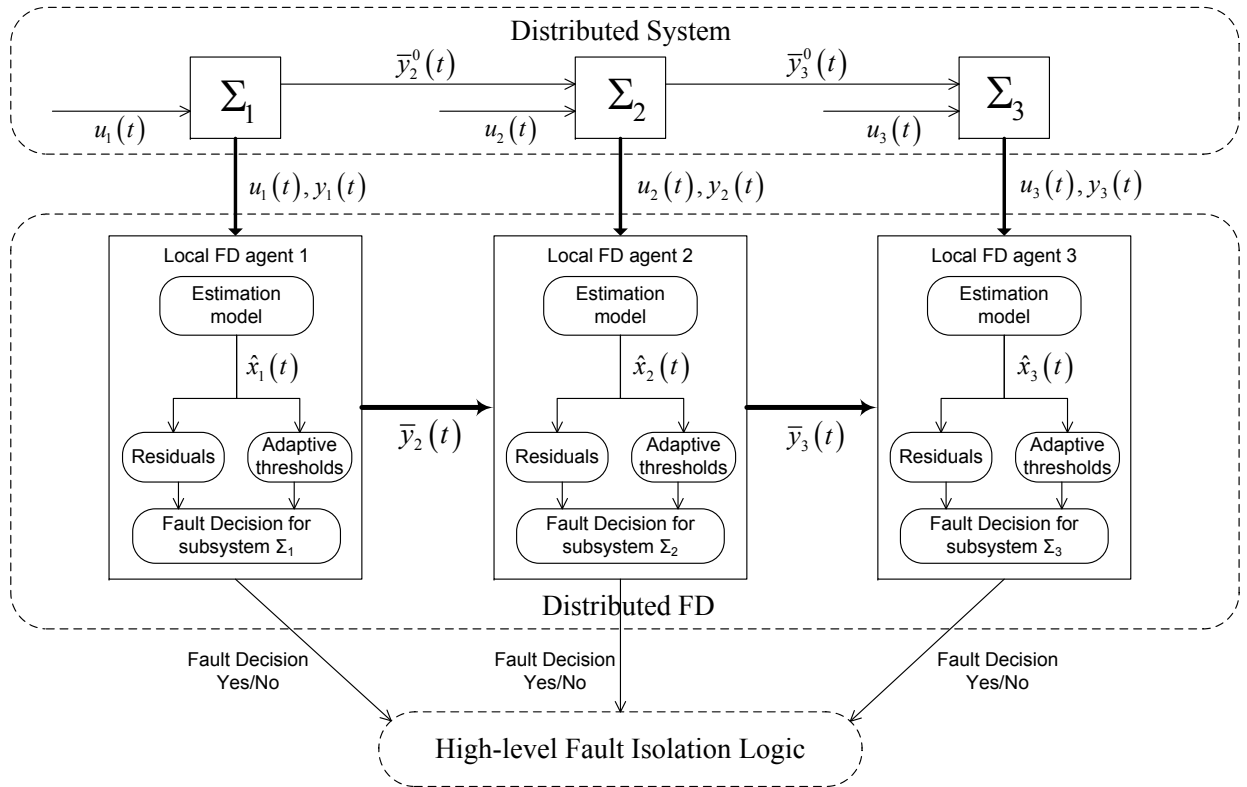 Distributed System
Σ₁
Σ₂
Σ₃
y̅₂⁰(t)
y̅₃⁰(t)
u₁(t)
u₂(t)
u₃(t)
u₁(t), y₁(t)
u₂(t), y₂(t)
u₃(t), y₃(t)
Local FD agent 1
Estimation
model
x̂₁(t)
Residuals
Adaptive
thresholds
Fault Decision for
subsystem Σ₁
y̅₂(t)
Local FD agent 2
Estimation
model
x̂₂(t)
Residuals
Adaptive
thresholds
Fault Decision for
subsystem Σ₂
y̅₃(t)
Local FD agent 3
Estimation
model
x̂₃(t)
Residuals
Adaptive
thresholds
Fault Decision for
subsystem Σ₃
Distributed FD
Fault Decision
Yes/No
Fault Decision
Yes/No
Fault Decision
Yes/No
High-level Fault Isolation Logic